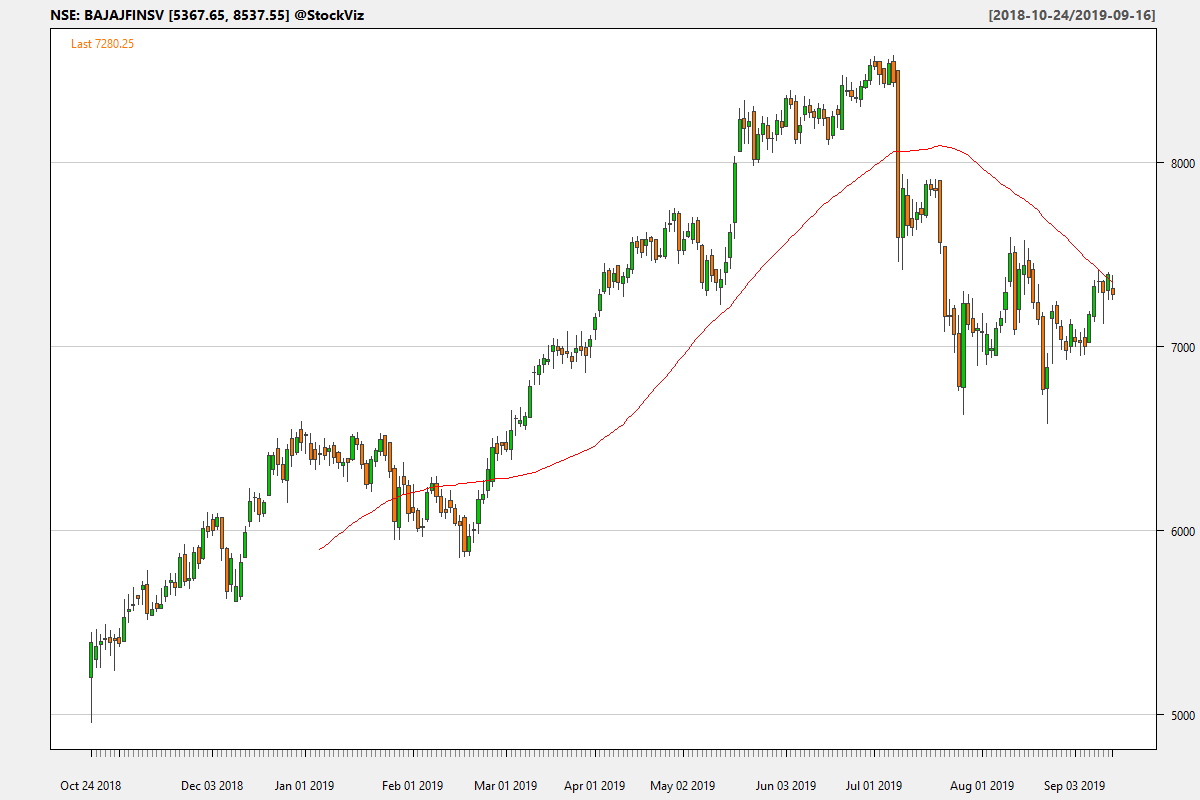 NSE: BAJAJFINSV [5367.65, 8537.55] @StockViz
[2018-10-24/2019-09-16]
Last 7280.25
8000
7000
6000
5000
Oct 24 2018 Dec 03 2018 Jan 01 2019 Feb 01 2019 Mar 01 2019 Apr 01 2019 May 02 2019 Jun 03 2019 Jul 01 2019 Aug 01 2019 Sep 03 2019